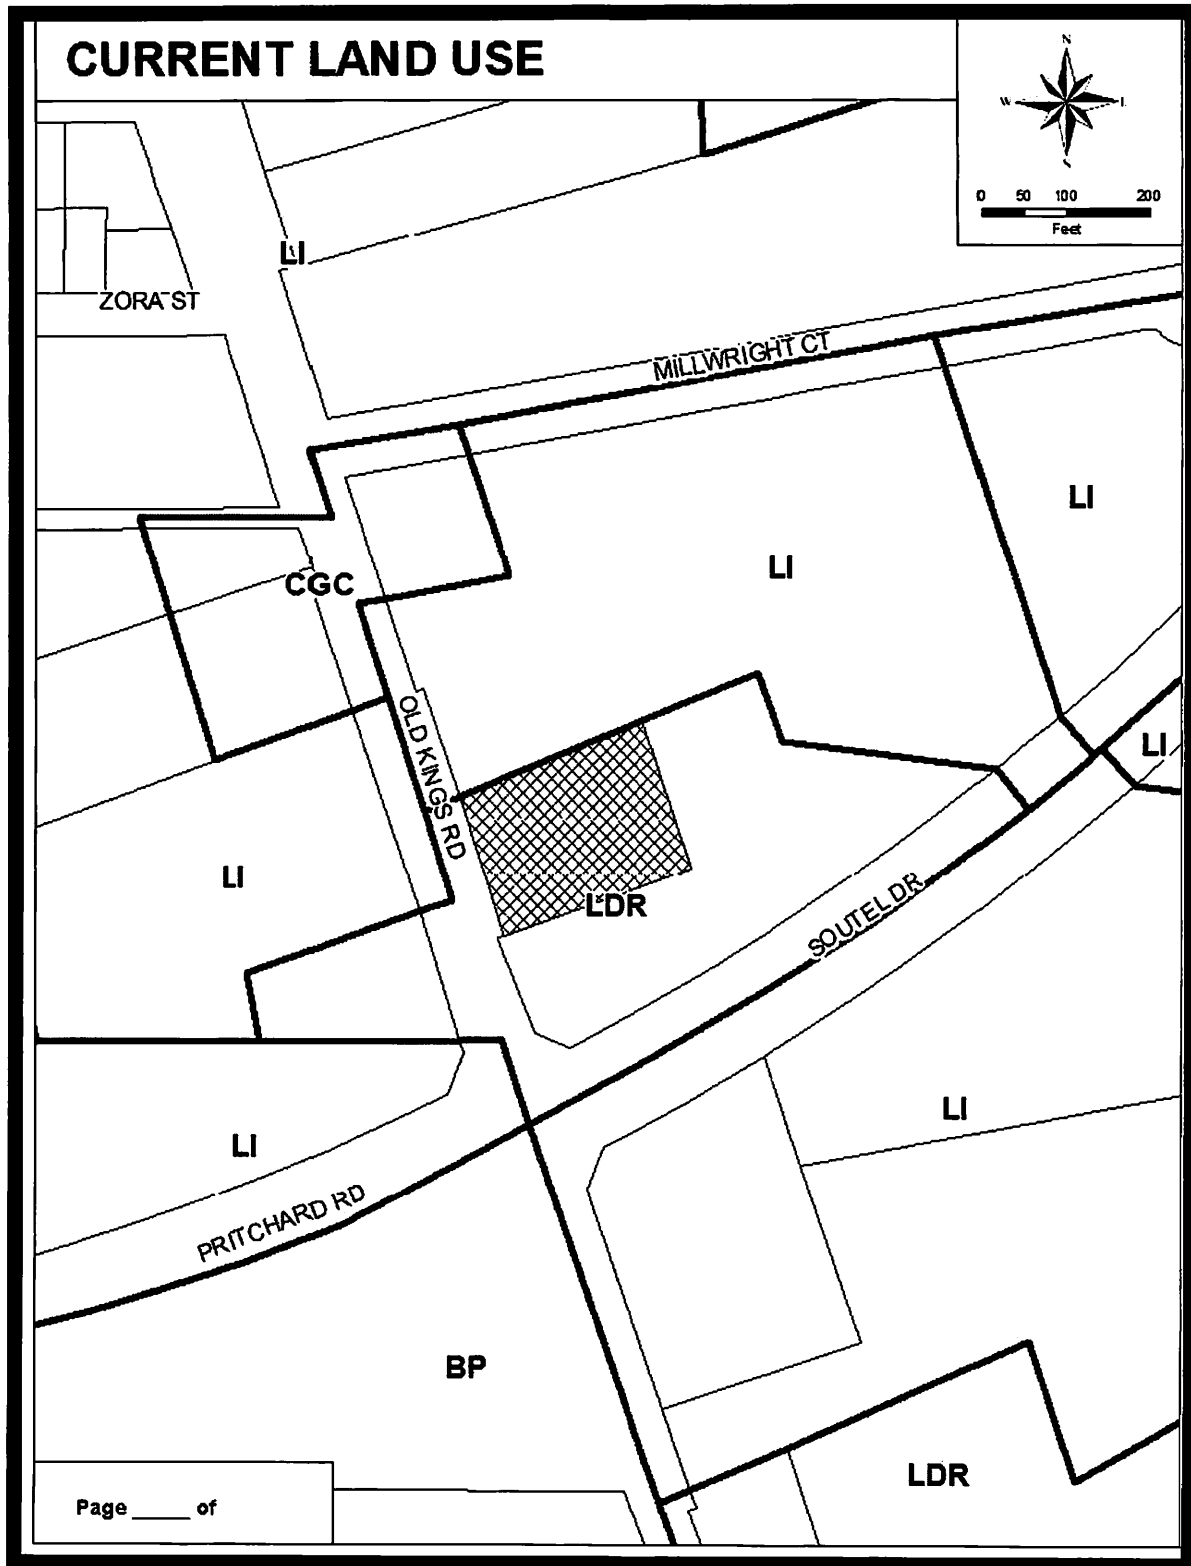 CURRENT LAND USE
N
W
S
0 50 100 200
Feet
LI
ZORA ST
MILLWRIGHT CT
LI
LI
CGC
OLD KINGS RD
LI
LI
LDR
SOUTEL DR
LI
LI
PRITCHARD RD
BP
LDR
Page _____ of